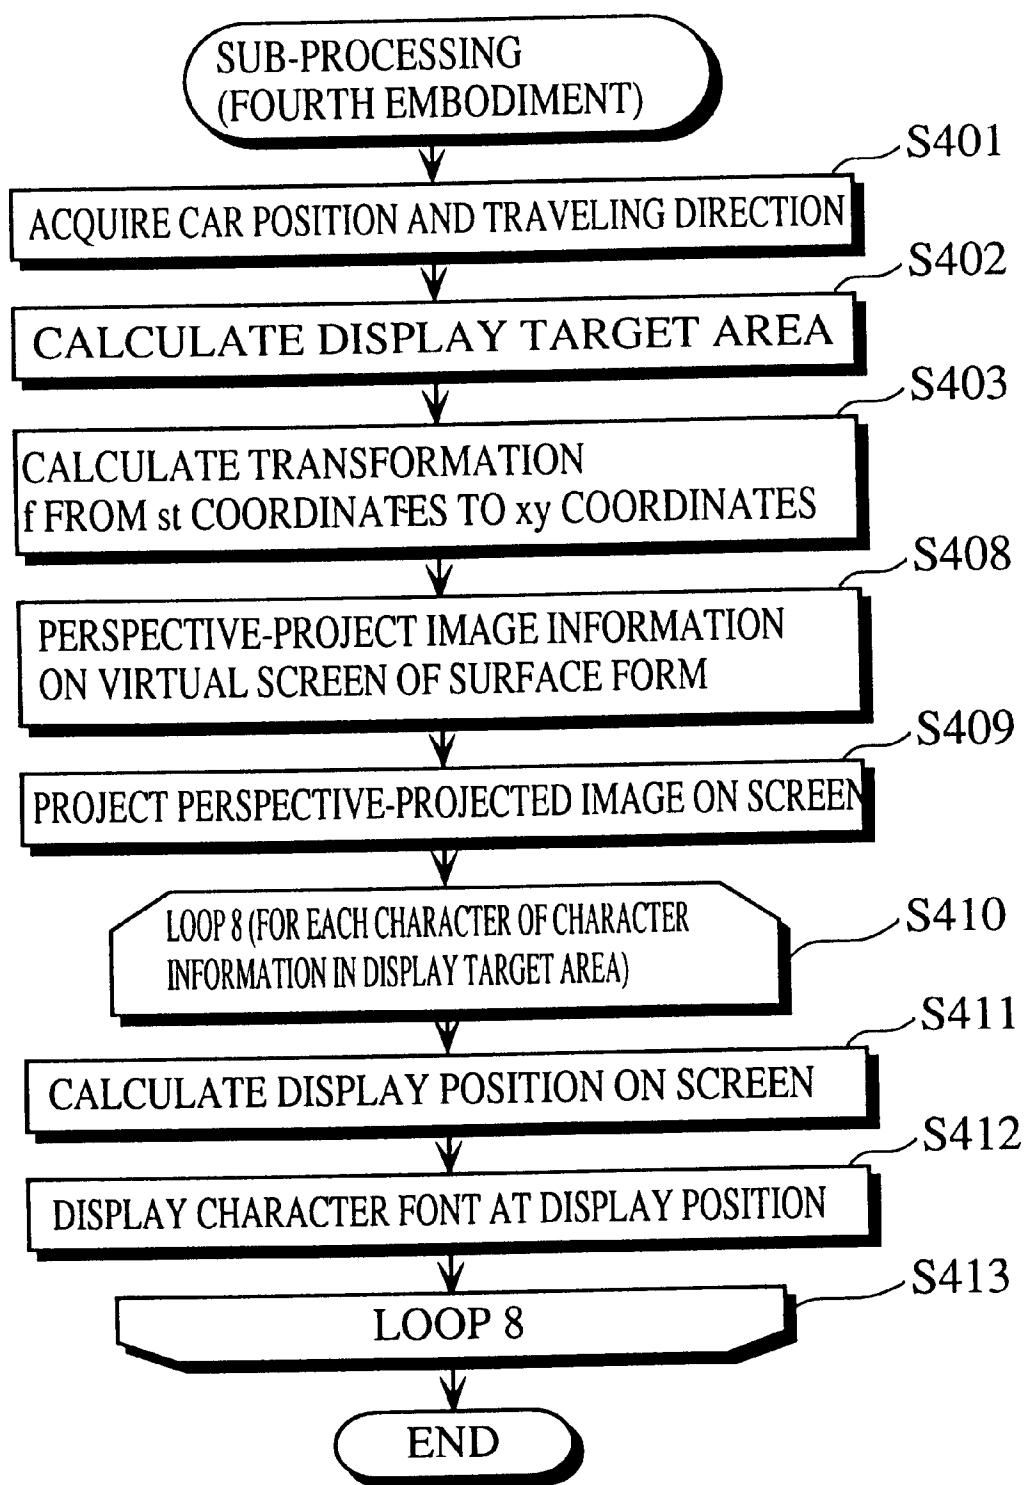 SUB-PROCESSING
(FOURTH EMBODIMENT)
S401
ACQUIRE CAR POSITION AND TRAVELING DIRECTION
S402
CALCULATE DISPLAY TARGET AREA
S403
CALCULATE TRANSFORMATION
f FROM st COORDINATES TO xy COORDINATES
S408
PERSPECTIVE-PROJECT IMAGE INFORMATION
ON VIRTUAL SCREEN OF SURFACE FORM
S409
PROJECT PERSPECTIVE-PROJECTED IMAGE ON SCREEN
S410
LOOP 8 (FOR EACH CHARACTER OF CHARACTER
INFORMATION IN DISPLAY TARGET AREA)
S411
CALCULATE DISPLAY POSITION ON SCREEN
S412
DISPLAY CHARACTER FONT AT DISPLAY POSITION
S413
LOOP 8
END